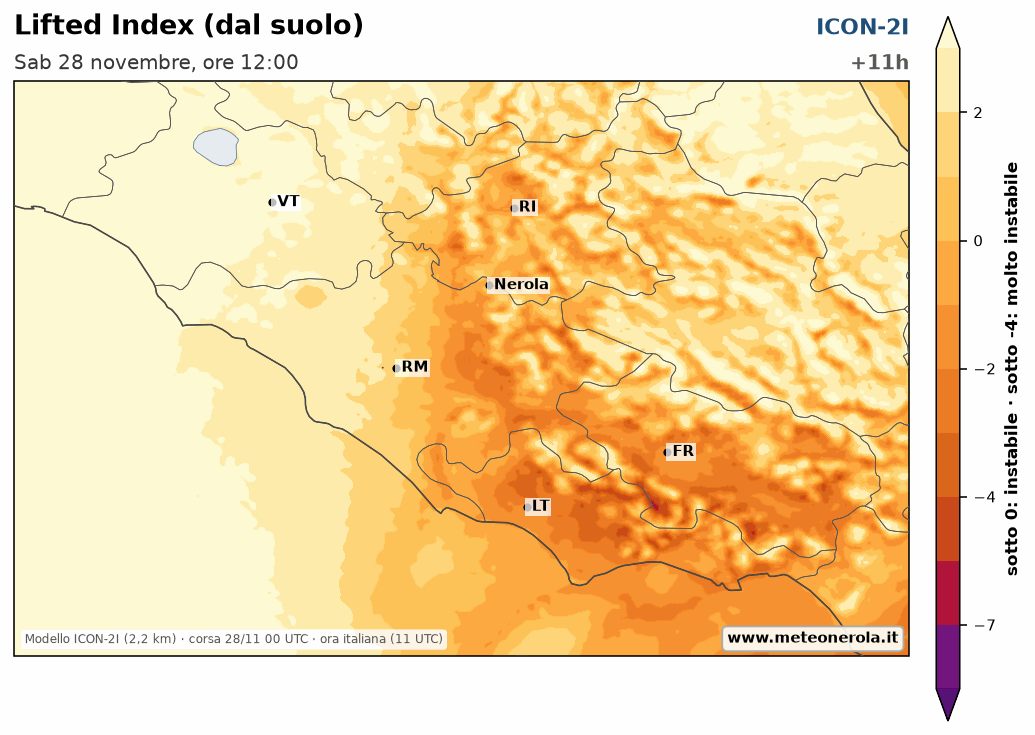 Lifted Index (dal suolo)
ICON-2I
Sab 28 novembre, ore 12:00
+11h
VT
RI
Nerola
RM
FR
LT
Modello ICON-2I (2,2 km) · corsa 28/11 00 UTC · ora italiana (11 UTC)
www.meteonerola.it
2
0
−2
−4
−7
sotto 0: instabile · sotto -4: molto instabile